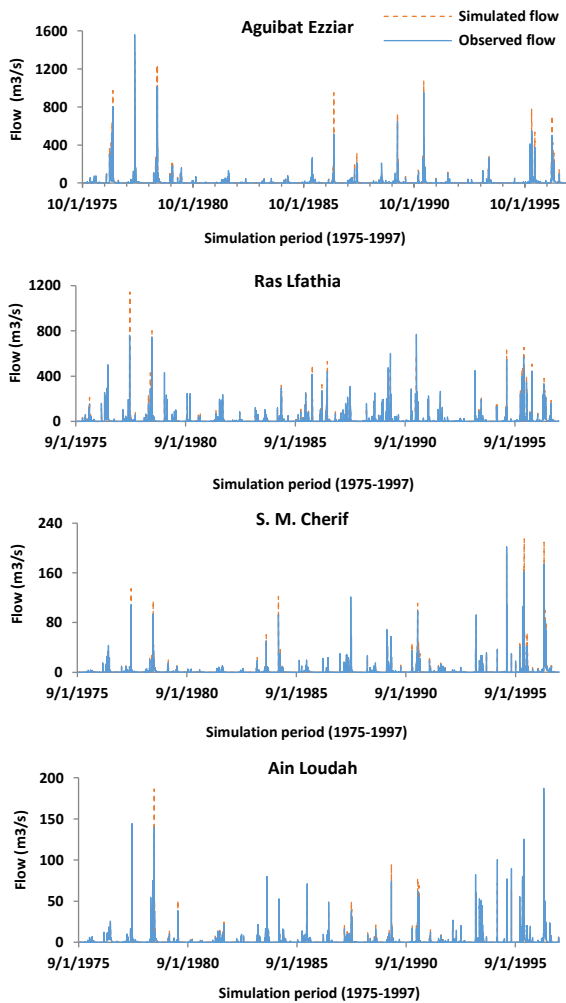 Aguibat Ezziar
Simulated flow
Observed flow
Flow (m3/s)
1600
1200
800
400
0
10/1/1975 10/1/1980 10/1/1985 10/1/1990 10/1/1995
Simulation period (1975-1997)
Ras Lfathia
Flow (m3/s)
1200
800
400
0
9/1/1975 9/1/1980 9/1/1985 9/1/1990 9/1/1995
Simulation period (1975-1997)
S. M. Cherif
Flow (m3/s)
240
160
80
0
9/1/1975 9/1/1980 9/1/1985 9/1/1990 9/1/1995
Simulation period (1975-1997)
Ain Loudah
Flow (m3/s)
200
150
100
50
0
9/1/1975 9/1/1980 9/1/1985 9/1/1990 9/1/1995
Simulation period (1975-1997)